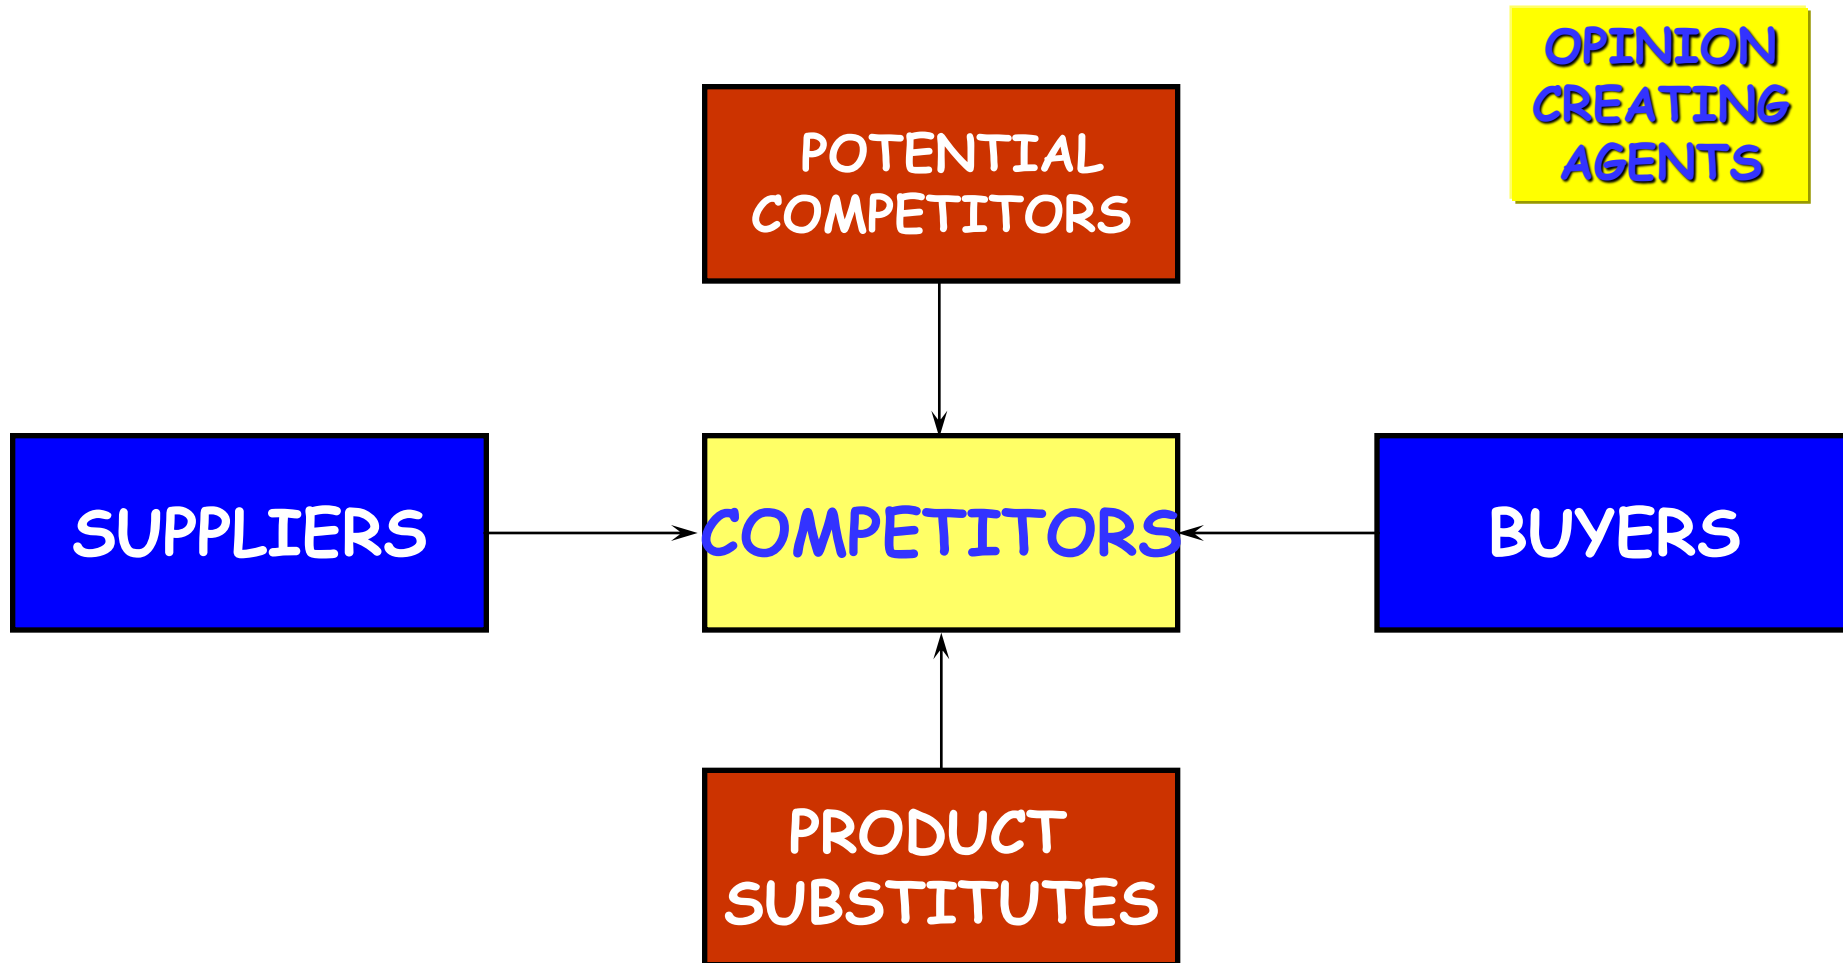 OPINION
CREATING
AGENTS
POTENTIAL
COMPETITORS
SUPPLIERS
COMPETITORS
BUYERS
PRODUCT
SUBSTITUTES